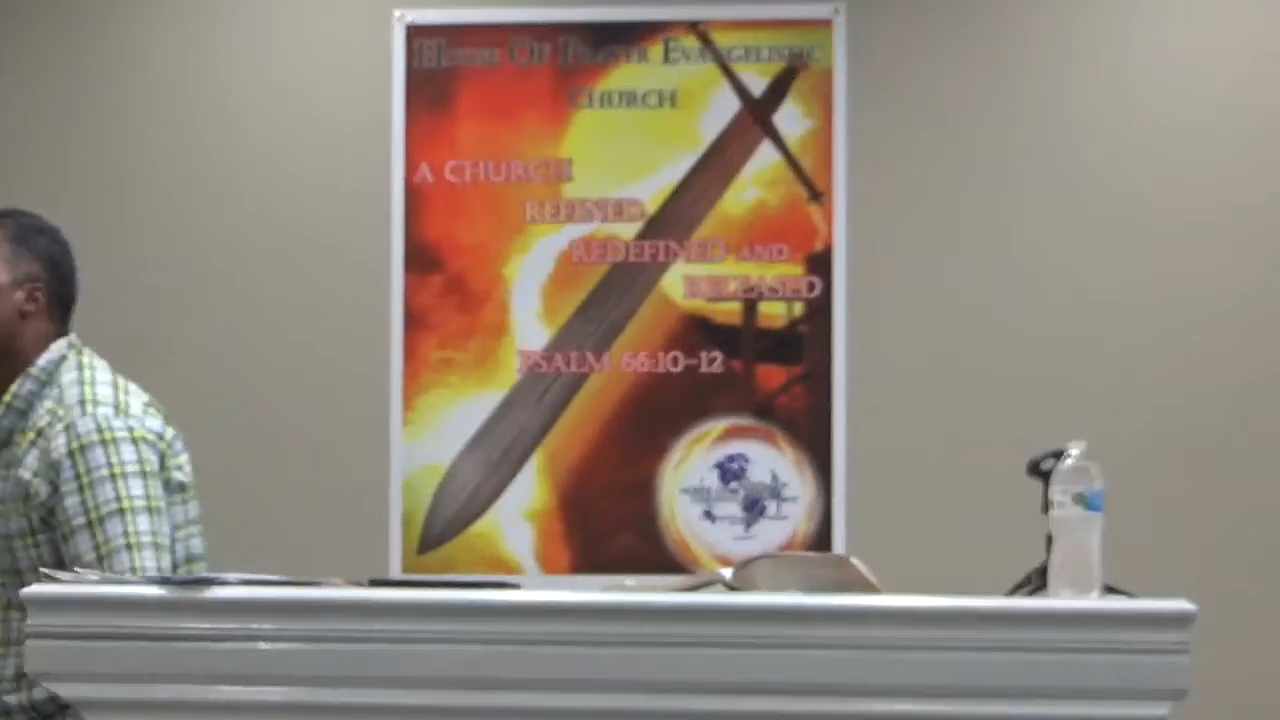 House Of Prayer Evangelistic
Church
A Church
Refined,
Redefined and
Released
Psalm 66:10-12